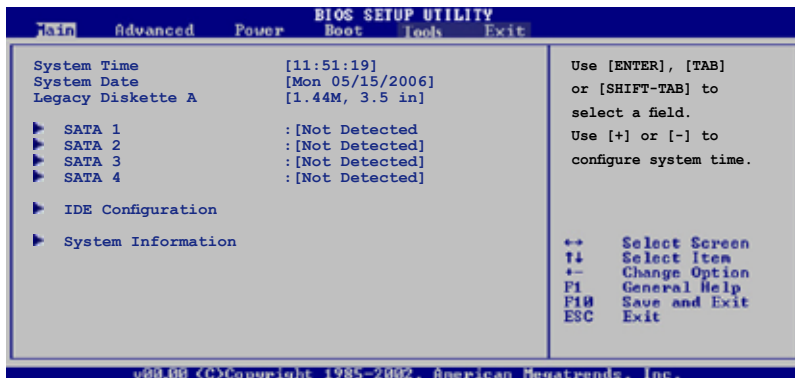 BIOS SETUP UTILITY
Main Advanced Power Boot Tools Exit
System Time [11:51:19]
System Date [Mon 05/15/2006]
Legacy Diskette A [1.44M, 3.5 in]
SATA 1 :[Not Detected
SATA 2 :[Not Detected]
SATA 3 :[Not Detected]
SATA 4 :[Not Detected]
IDE Configuration
System Information
Use [ENTER], [TAB]
or [SHIFT-TAB] to
select a field.
Use [+] or [-] to
configure system time.
↔ Select Screen
↑↓ Select Item
+- Change Option
F1 General Help
F10 Save and Exit
ESC Exit
v00.00 (C)Copyright 1985-2002, American Megatrends, Inc.